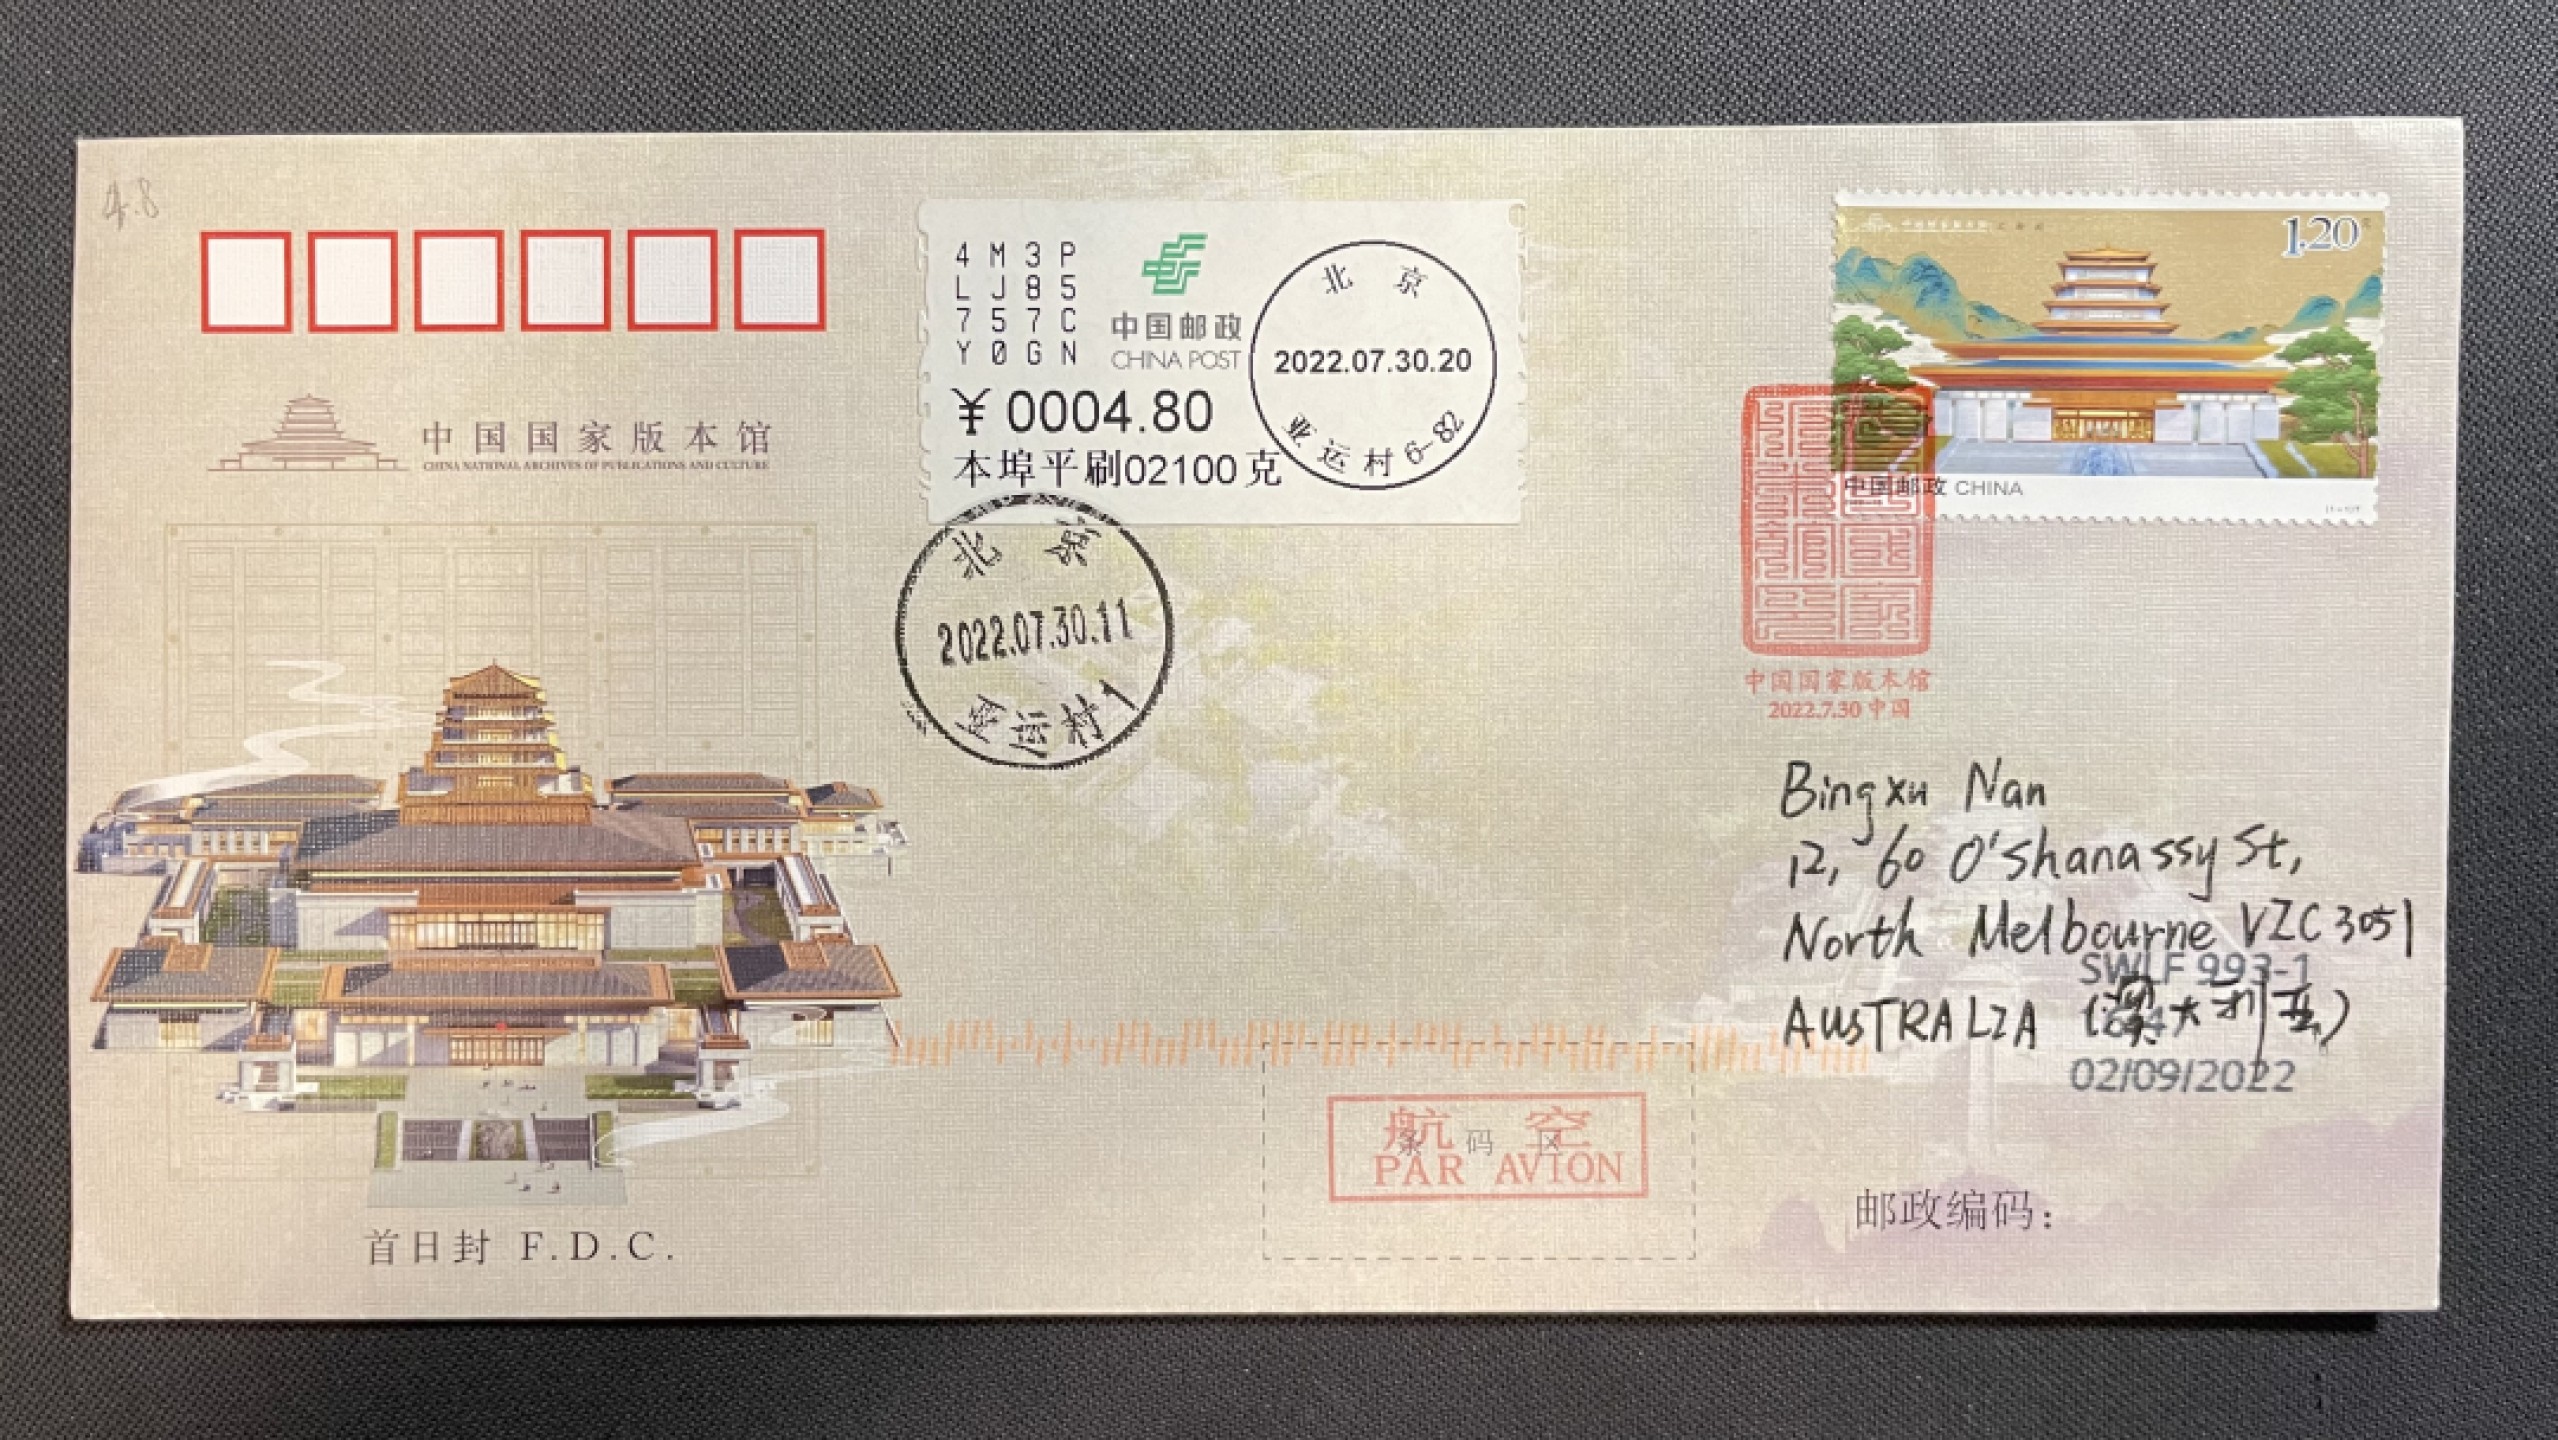 4.8
中国国家版本馆
CHINA NATIONAL ARCHIVES OF PUBLICATIONS AND CULTURE
4 M 3 P
L J 8 5
7 5 7 C
Y 0 G N
中国邮政
CHINA POST
¥ 0004.80
本埠平刷02100克
北 京
2022.07.30.20
亚运村 6-82
北 京
2022.07.30.11
亚运村1
1.20
中国邮政 CHINA
中国国家版本馆
2022.7.30 中国
Bingxu Nan
12, 60 O'Shanassy St,
North Melbourne VIC 3051
SWLF 993-1
AUSTRALIA (澳大利亚)
02/09/2022
航 空
条 码 区
PAR AVION
邮政编码：
首日封 F.D.C.